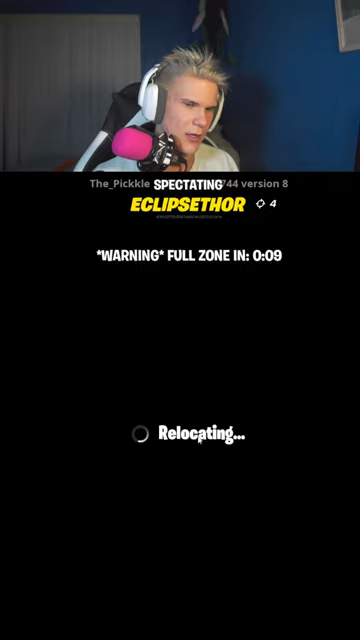 The_Pickkle SPECTATING 744 version 8
ECLIPSETHOR 4
*WARNING* FULL ZONE IN: 0:09
Relocating...